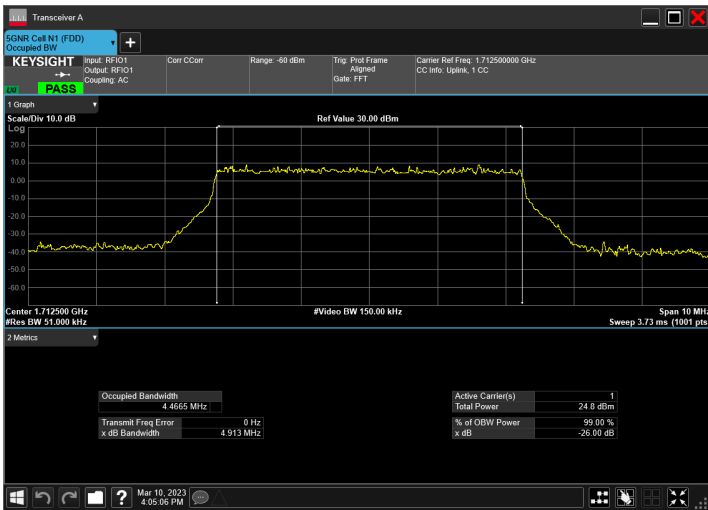 Transceiver A
5GNR Cell N1 (FDD)
Occupied BW
KEYSIGHT
PASS
Input: RFIO1
Output: RFIO1
Coupling: AC
Corr CCorr
Range: -60 dBm
Trig: Prot Frame
Aligned
Gate: FFT
Carrier Ref Freq: 1.712500000 GHz
CC Info: Uplink, 1 CC
1 Graph
Scale/Div 10.0 dB
Ref Value 30.00 dBm
Log
20.0
10.0
0.00
-10.0
-20.0
-30.0
-40.0
-50.0
-60.0
Center 1.712500 GHz
#Video BW 150.00 kHz
Span 10 MHz
#Res BW 51.000 kHz
Sweep 3.73 ms (1001 pts
2 Metrics
Occupied Bandwidth
4.4665 MHz
Transmit Freq Error 0 Hz
x dB Bandwidth 4.913 MHz
Active Carrier(s) 1
Total Power 24.8 dBm
% of OBW Power 99.00 %
x dB -26.00 dB
?
Mar 10, 2023
4:05:06 PM